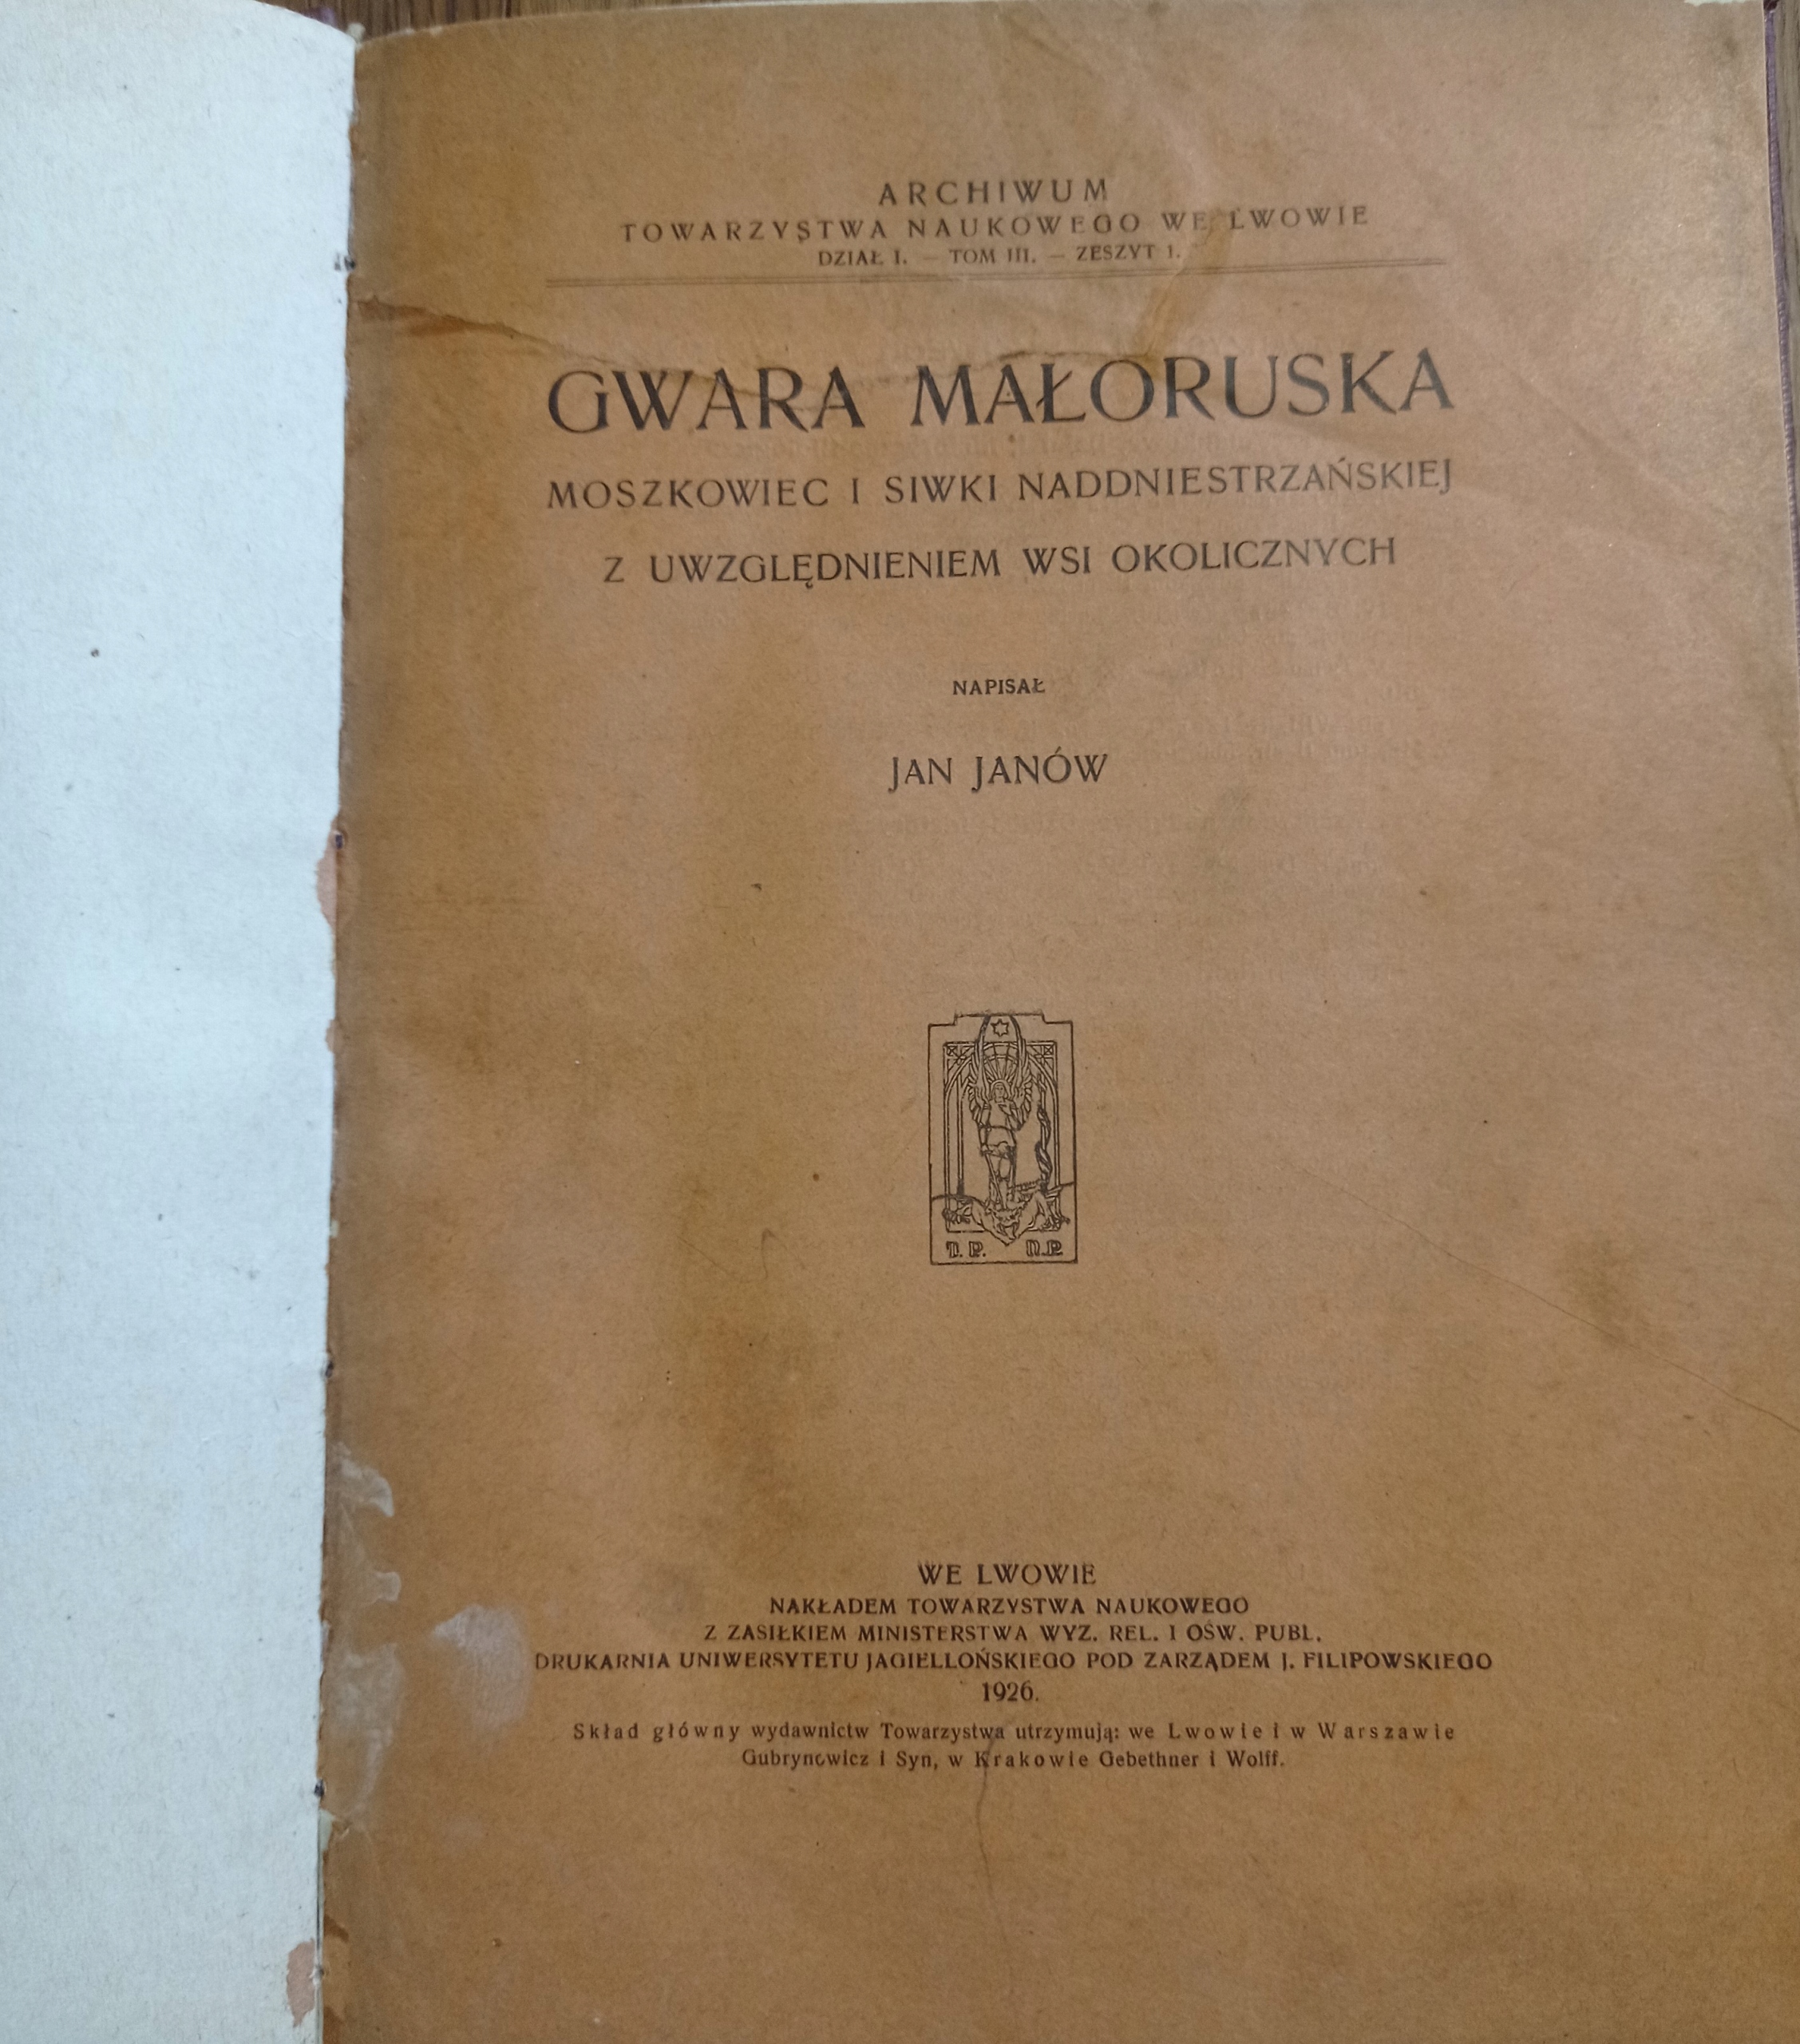 ARCHIWUM
TOWARZYSTWA NAUKOWEGO WE LWOWIE
DZIAŁ I. — TOM III. — ZESZYT 1.
GWARA MAŁORUSKA
MOSZKOWIEC I SIWKI NADDNIESTRZAŃSKIEJ
Z UWZGLĘDNIENIEM WSI OKOLICZNYCH
NAPISAŁ
JAN JANÓW
T. P. N. P.
WE LWOWIE
NAKŁADEM TOWARZYSTWA NAUKOWEGO
Z ZASIŁKIEM MINISTERSTWA WYZ. REL. I OŚW. PUBL.
DRUKARNIA UNIWERSYTETU JAGIELLOŃSKIEGO POD ZARZĄDEM J. FILIPOWSKIEGO
1926.
Skład główny wydawnictw Towarzystwa utrzymują: we Lwowie i w Warszawie
Gubrynowicz i Syn, w Krakowie Gebethner i Wolff.